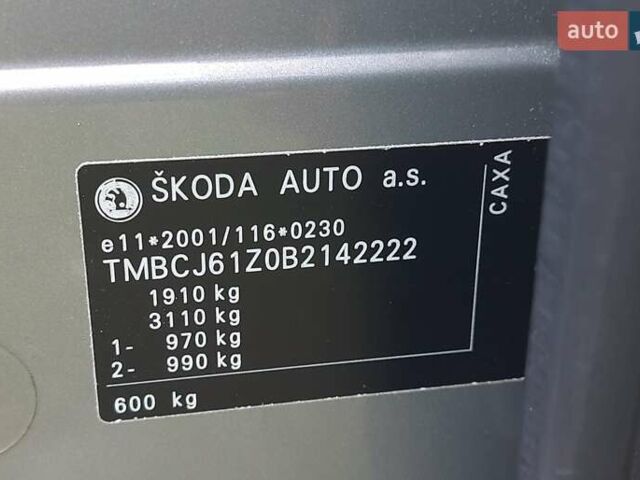 ŠKODA AUTO a.s.
e11*2001/116*0230
TMBCJ61Z0B2142222
1910 kg
3110 kg
1- 970 kg
2- 990 kg
600 kg
CAXA
auto